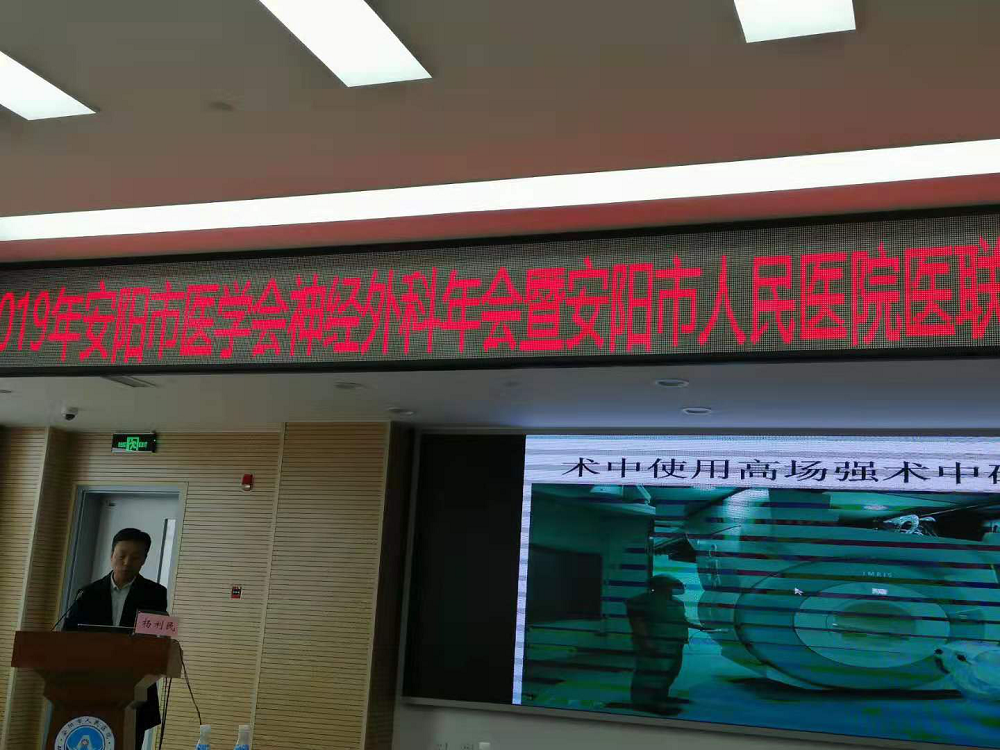 019年安阳市医学会神经外科年会暨安阳市人民医院医联
术中使用高场强术中
IMRIS
杨利民